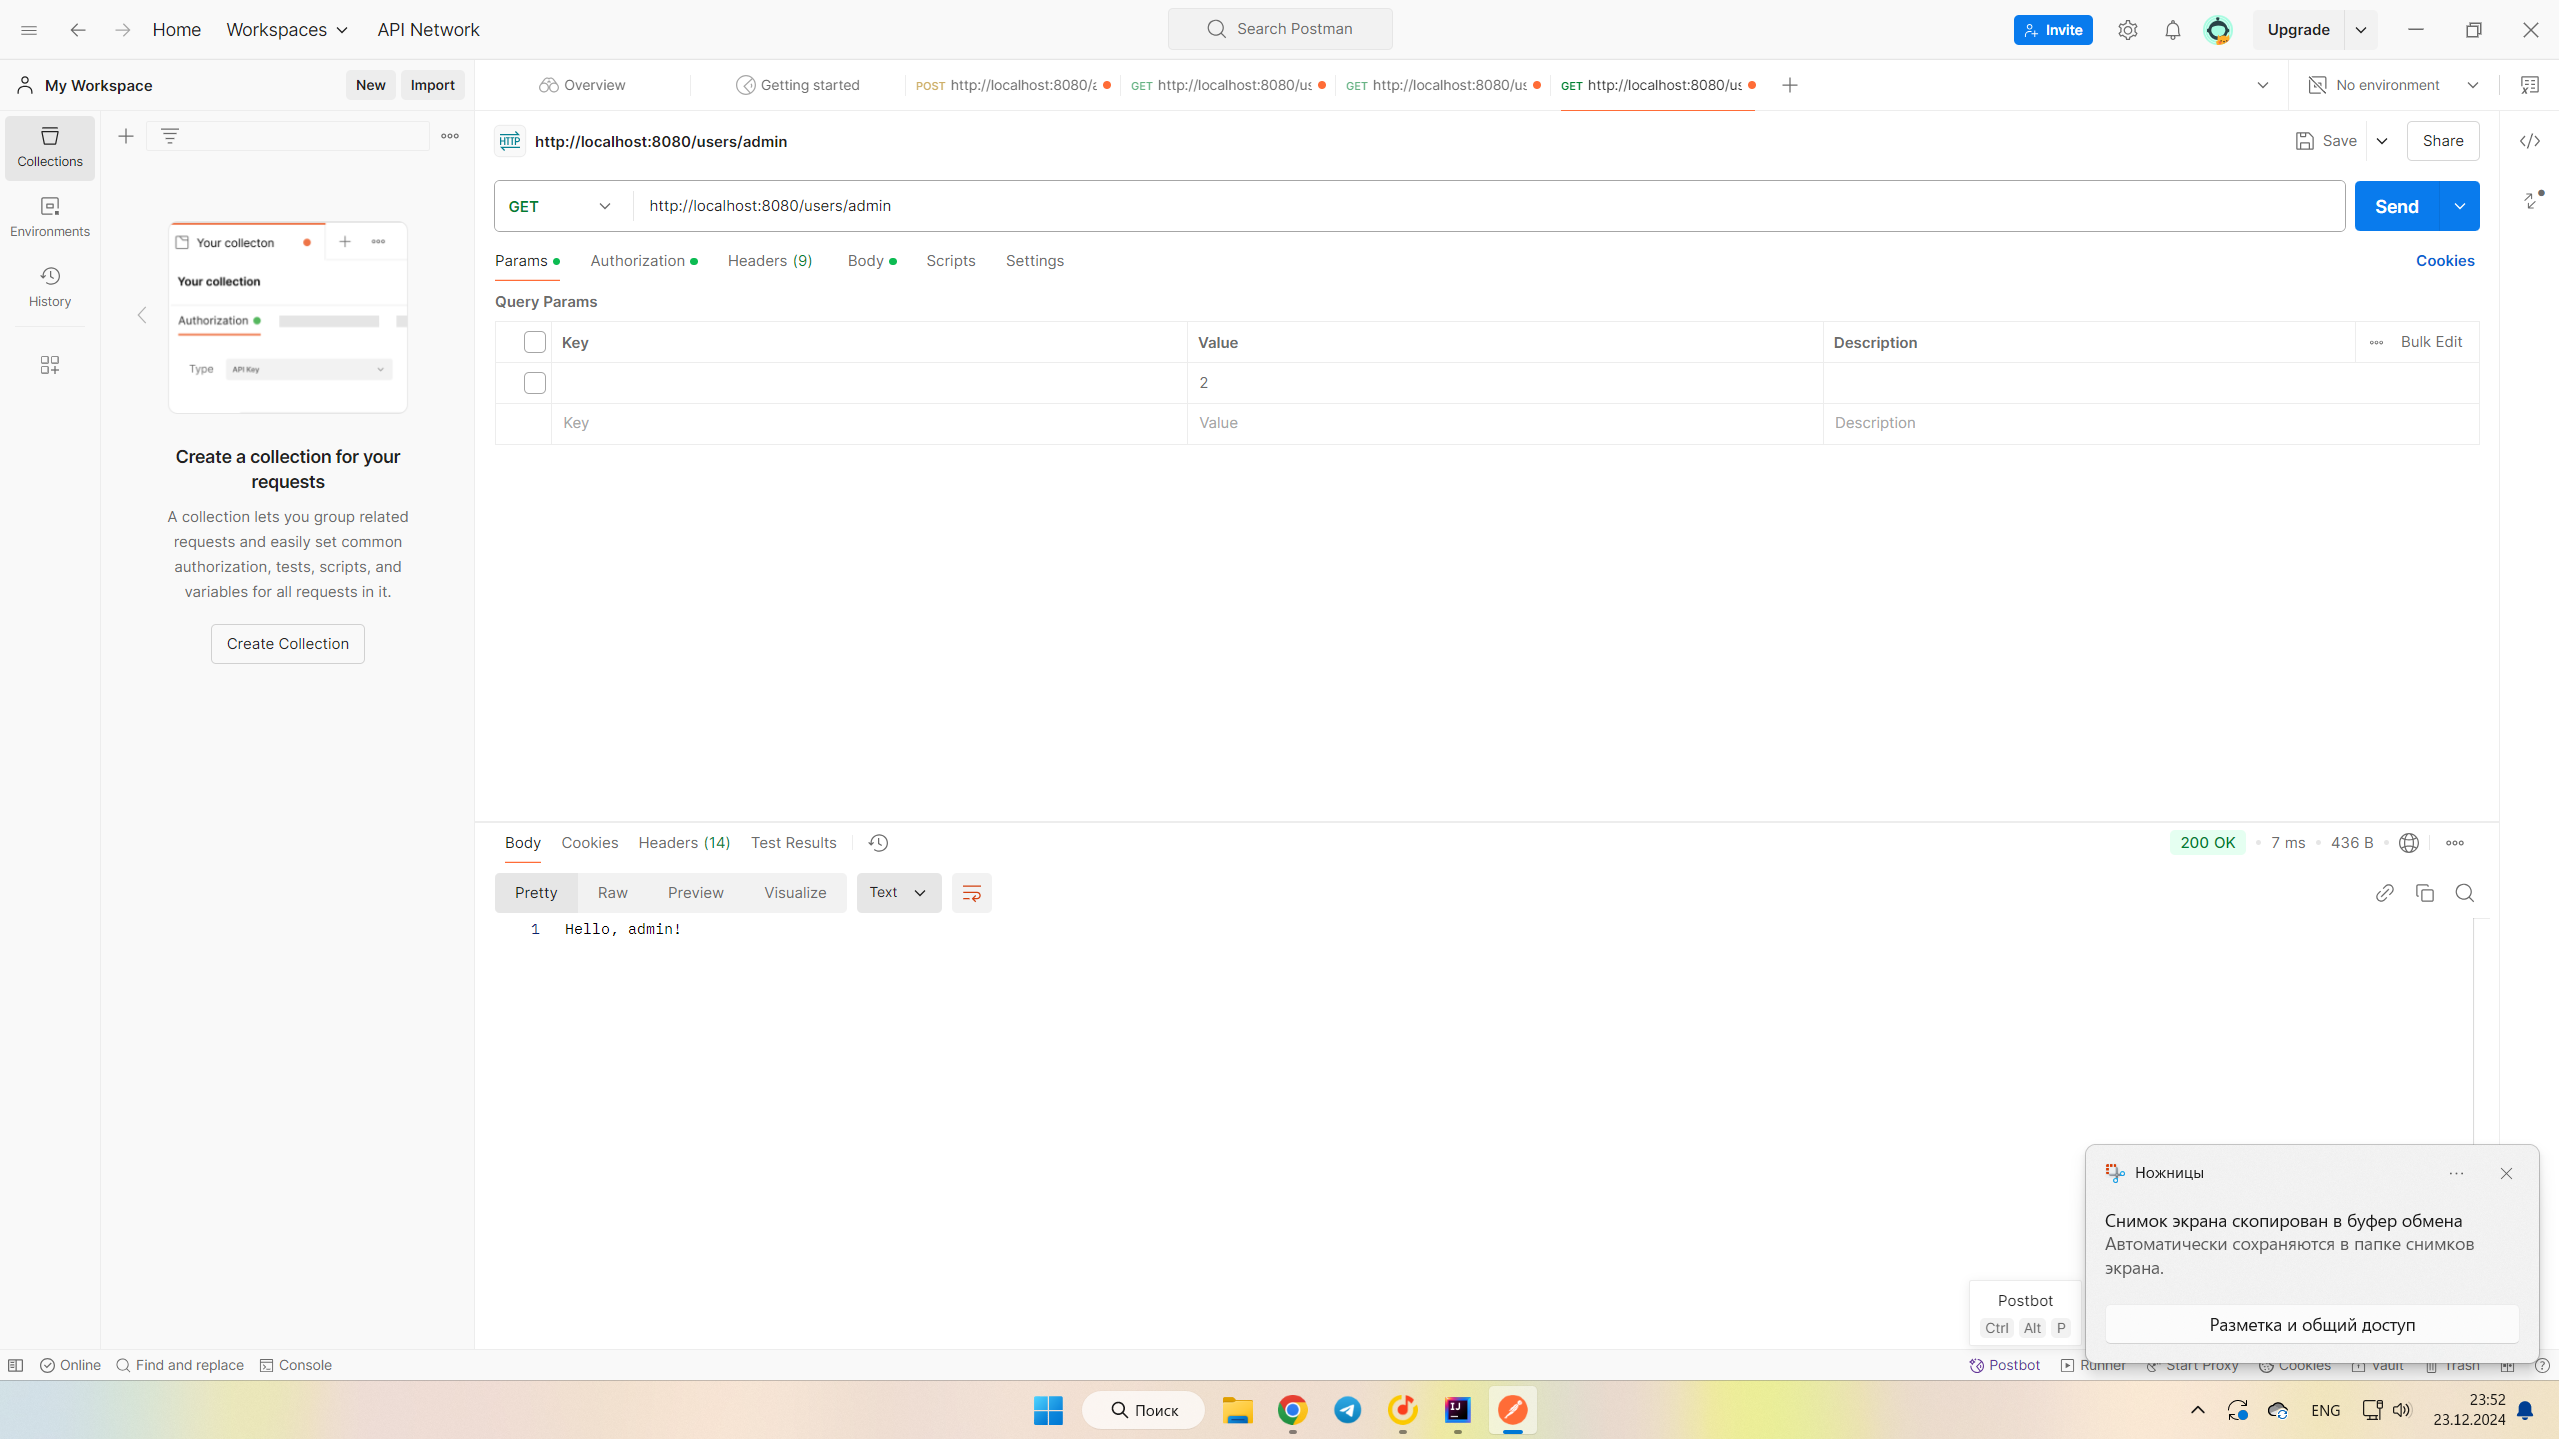 Home Workspaces API Network Search Postman Invite Upgrade
My Workspace New Import Overview Getting started POST http://localhost:8080/a GET http://localhost:8080/us GET http://localhost:8080/us GET http://localhost:8080/us No environment
Collections
Environments
History
Your collecton
Your collection
Authorization
Type API Key
Create a collection for your
requests
A collection lets you group related
requests and easily set common
authorization, tests, scripts, and
variables for all requests in it.
Create Collection
HTTP http://localhost:8080/users/admin Save Share
GET http://localhost:8080/users/admin Send
Params Authorization Headers (9) Body Scripts Settings Cookies
Query Params
Key Value Description Bulk Edit
2
Key Value Description
Body Cookies Headers (14) Test Results 200 OK 7 ms 436 B
Pretty Raw Preview Visualize Text
1 Hello, admin!
Ножницы
Снимок экрана скопирован в буфер обмена
Автоматически сохраняются в папке снимков
экрана.
Разметка и общий доступ
Postbot
Ctrl Alt P
Online Find and replace Console Postbot Runner Start Proxy Cookies Vault Trash
Поиск ENG 23:52
23.12.2024